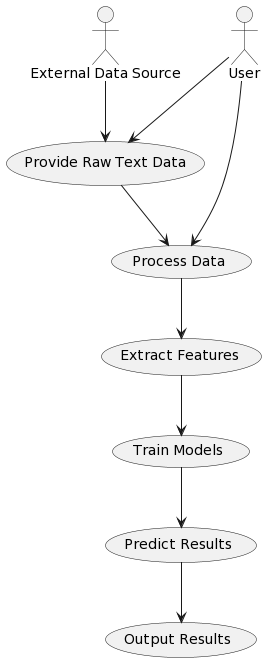 External Data Source
User
Provide Raw Text Data
Process Data
Extract Features
Train Models
Predict Results
Output Results